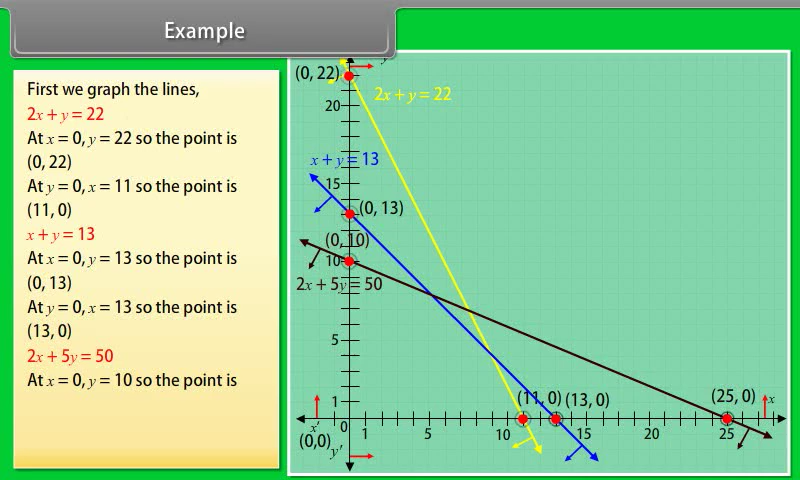 Example
First we graph the lines,
2x + y = 22
At x = 0, y = 22 so the point is
(0, 22)
At y = 0, x = 11 so the point is
(11, 0)
x + y = 13
At x = 0, y = 13 so the point is
(0, 13)
At y = 0, x = 13 so the point is
(13, 0)
2x + 5y = 50
At x = 0, y = 10 so the point is
y
(0, 22)
2x + y = 22
20
x + y = 13
15
(0, 13)
(0, 10)
10
2x + 5y = 50
5
1
(11, 0) (13, 0) (25, 0)
x
x′ 0 1 5 10 15 20 25
(0,0)
y′